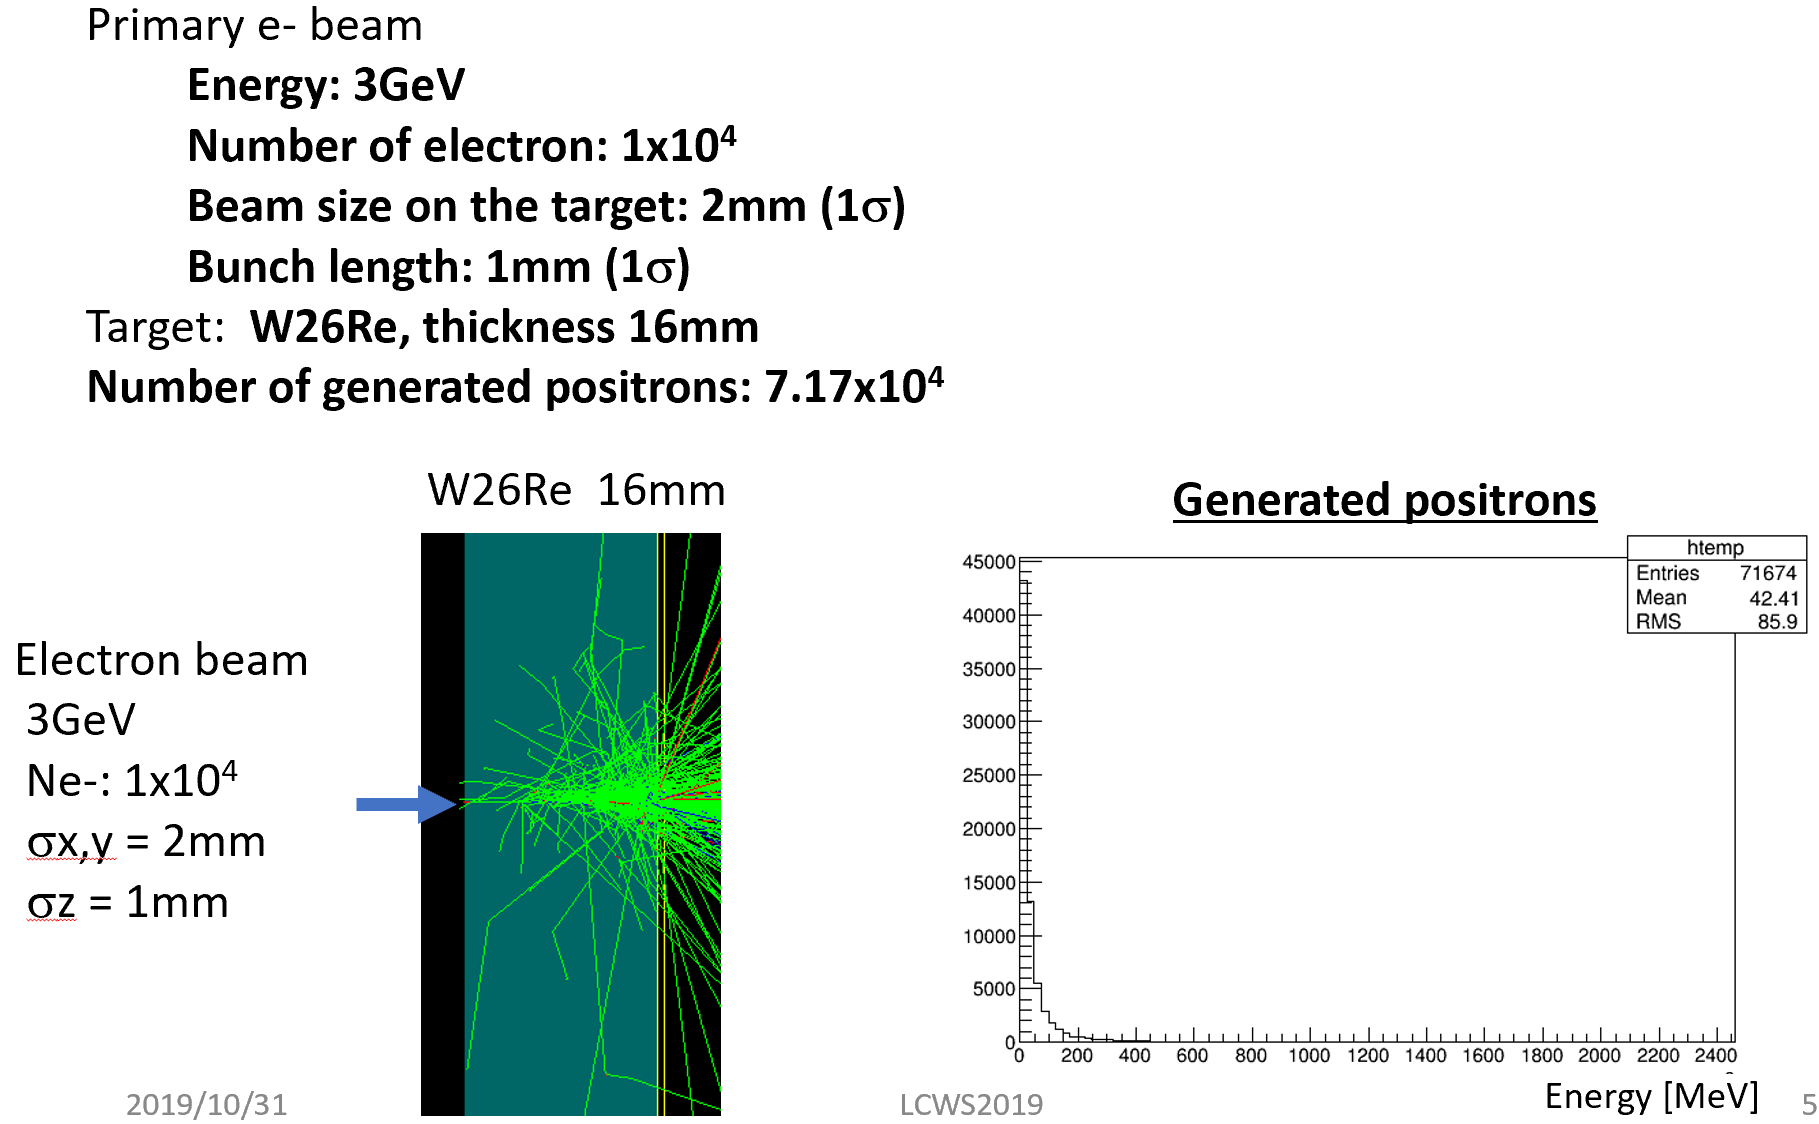 Primary e- beam
Energy: 3GeV
Number of electron: 1x10⁴
Beam size on the target: 2mm (1σ)
Bunch length: 1mm (1σ)
Target: W26Re, thickness 16mm
Number of generated positrons: 7.17x10⁴
W26Re 16mm
Electron beam
3GeV
Ne-: 1x10⁴
σx,y = 2mm
σz = 1mm
Generated positrons
htemp
Entries 71674
Mean 42.41
RMS 85.9
45000
40000
35000
30000
25000
20000
15000
10000
5000
0
0 200 400 600 800 1000 1200 1400 1600 1800 2000 2200 2400
Energy [MeV]
2019/10/31
LCWS2019
5